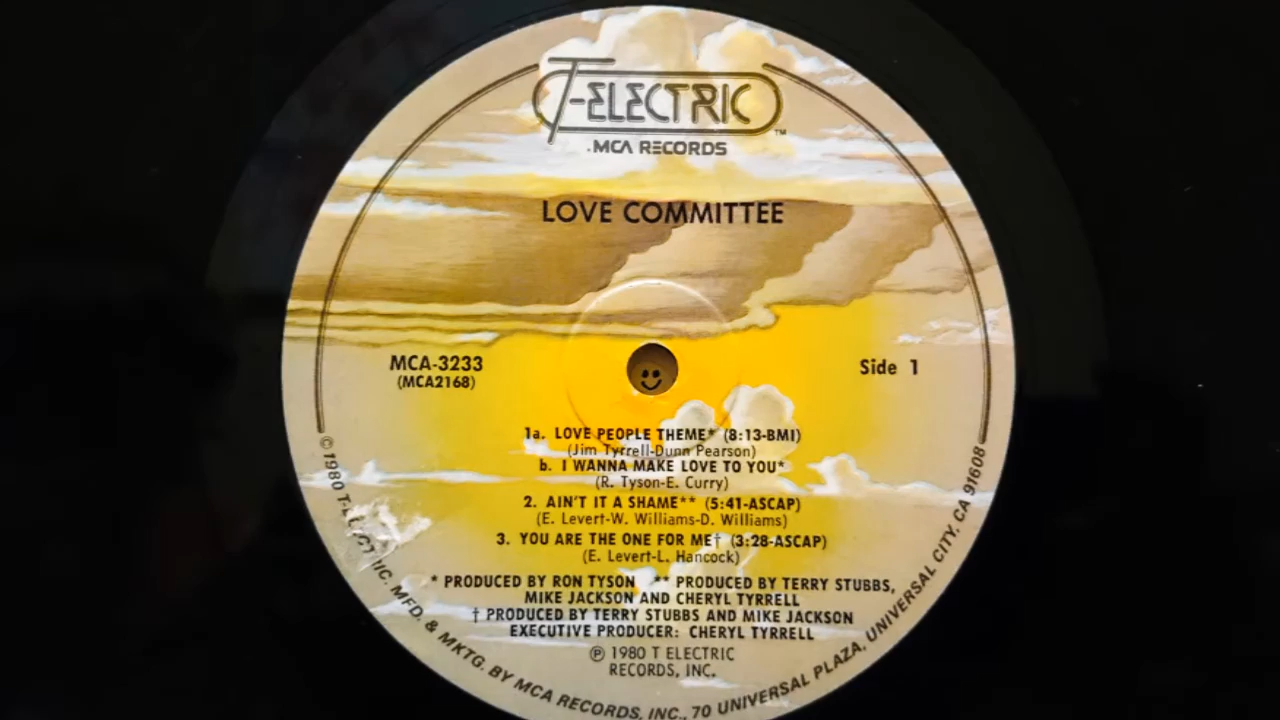 T-ELECTRIC
TM
MCA RECORDS
LOVE COMMITTEE
MCA-3233
(MCA2168)
Side 1
1a. LOVE PEOPLE THEME* (8:13-BMI)
(Jim Tyrrell-Dunn Pearson)
b. I WANNA MAKE LOVE TO YOU*
(R. Tyson-E. Curry)
2. AIN'T IT A SHAME** (5:41-ASCAP)
(E. Levert-W. Williams-D. Williams)
3. YOU ARE THE ONE FOR ME† (3:28-ASCAP)
(E. Levert-L. Hancock)
* PRODUCED BY RON TYSON ** PRODUCED BY TERRY STUBBS,
MIKE JACKSON AND CHERYL TYRRELL
† PRODUCED BY TERRY STUBBS AND MIKE JACKSON
EXECUTIVE PRODUCER: CHERYL TYRRELL
℗ 1980 T ELECTRIC
RECORDS, INC.
© 1980 MFD. & MKTG. BY MCA RECORDS, INC., 70 UNIVERSAL PLAZA, UNIVERSAL CITY, CA 91608